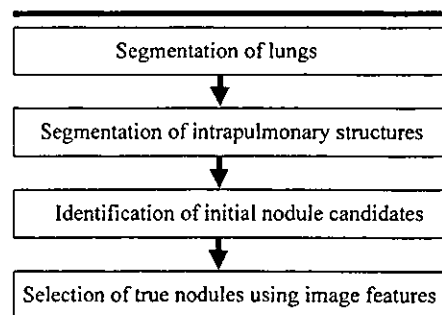 Segmentation of lungs
Segmentation of intrapulmonary structures
Identification of initial nodule candidates
Selection of true nodules using image features